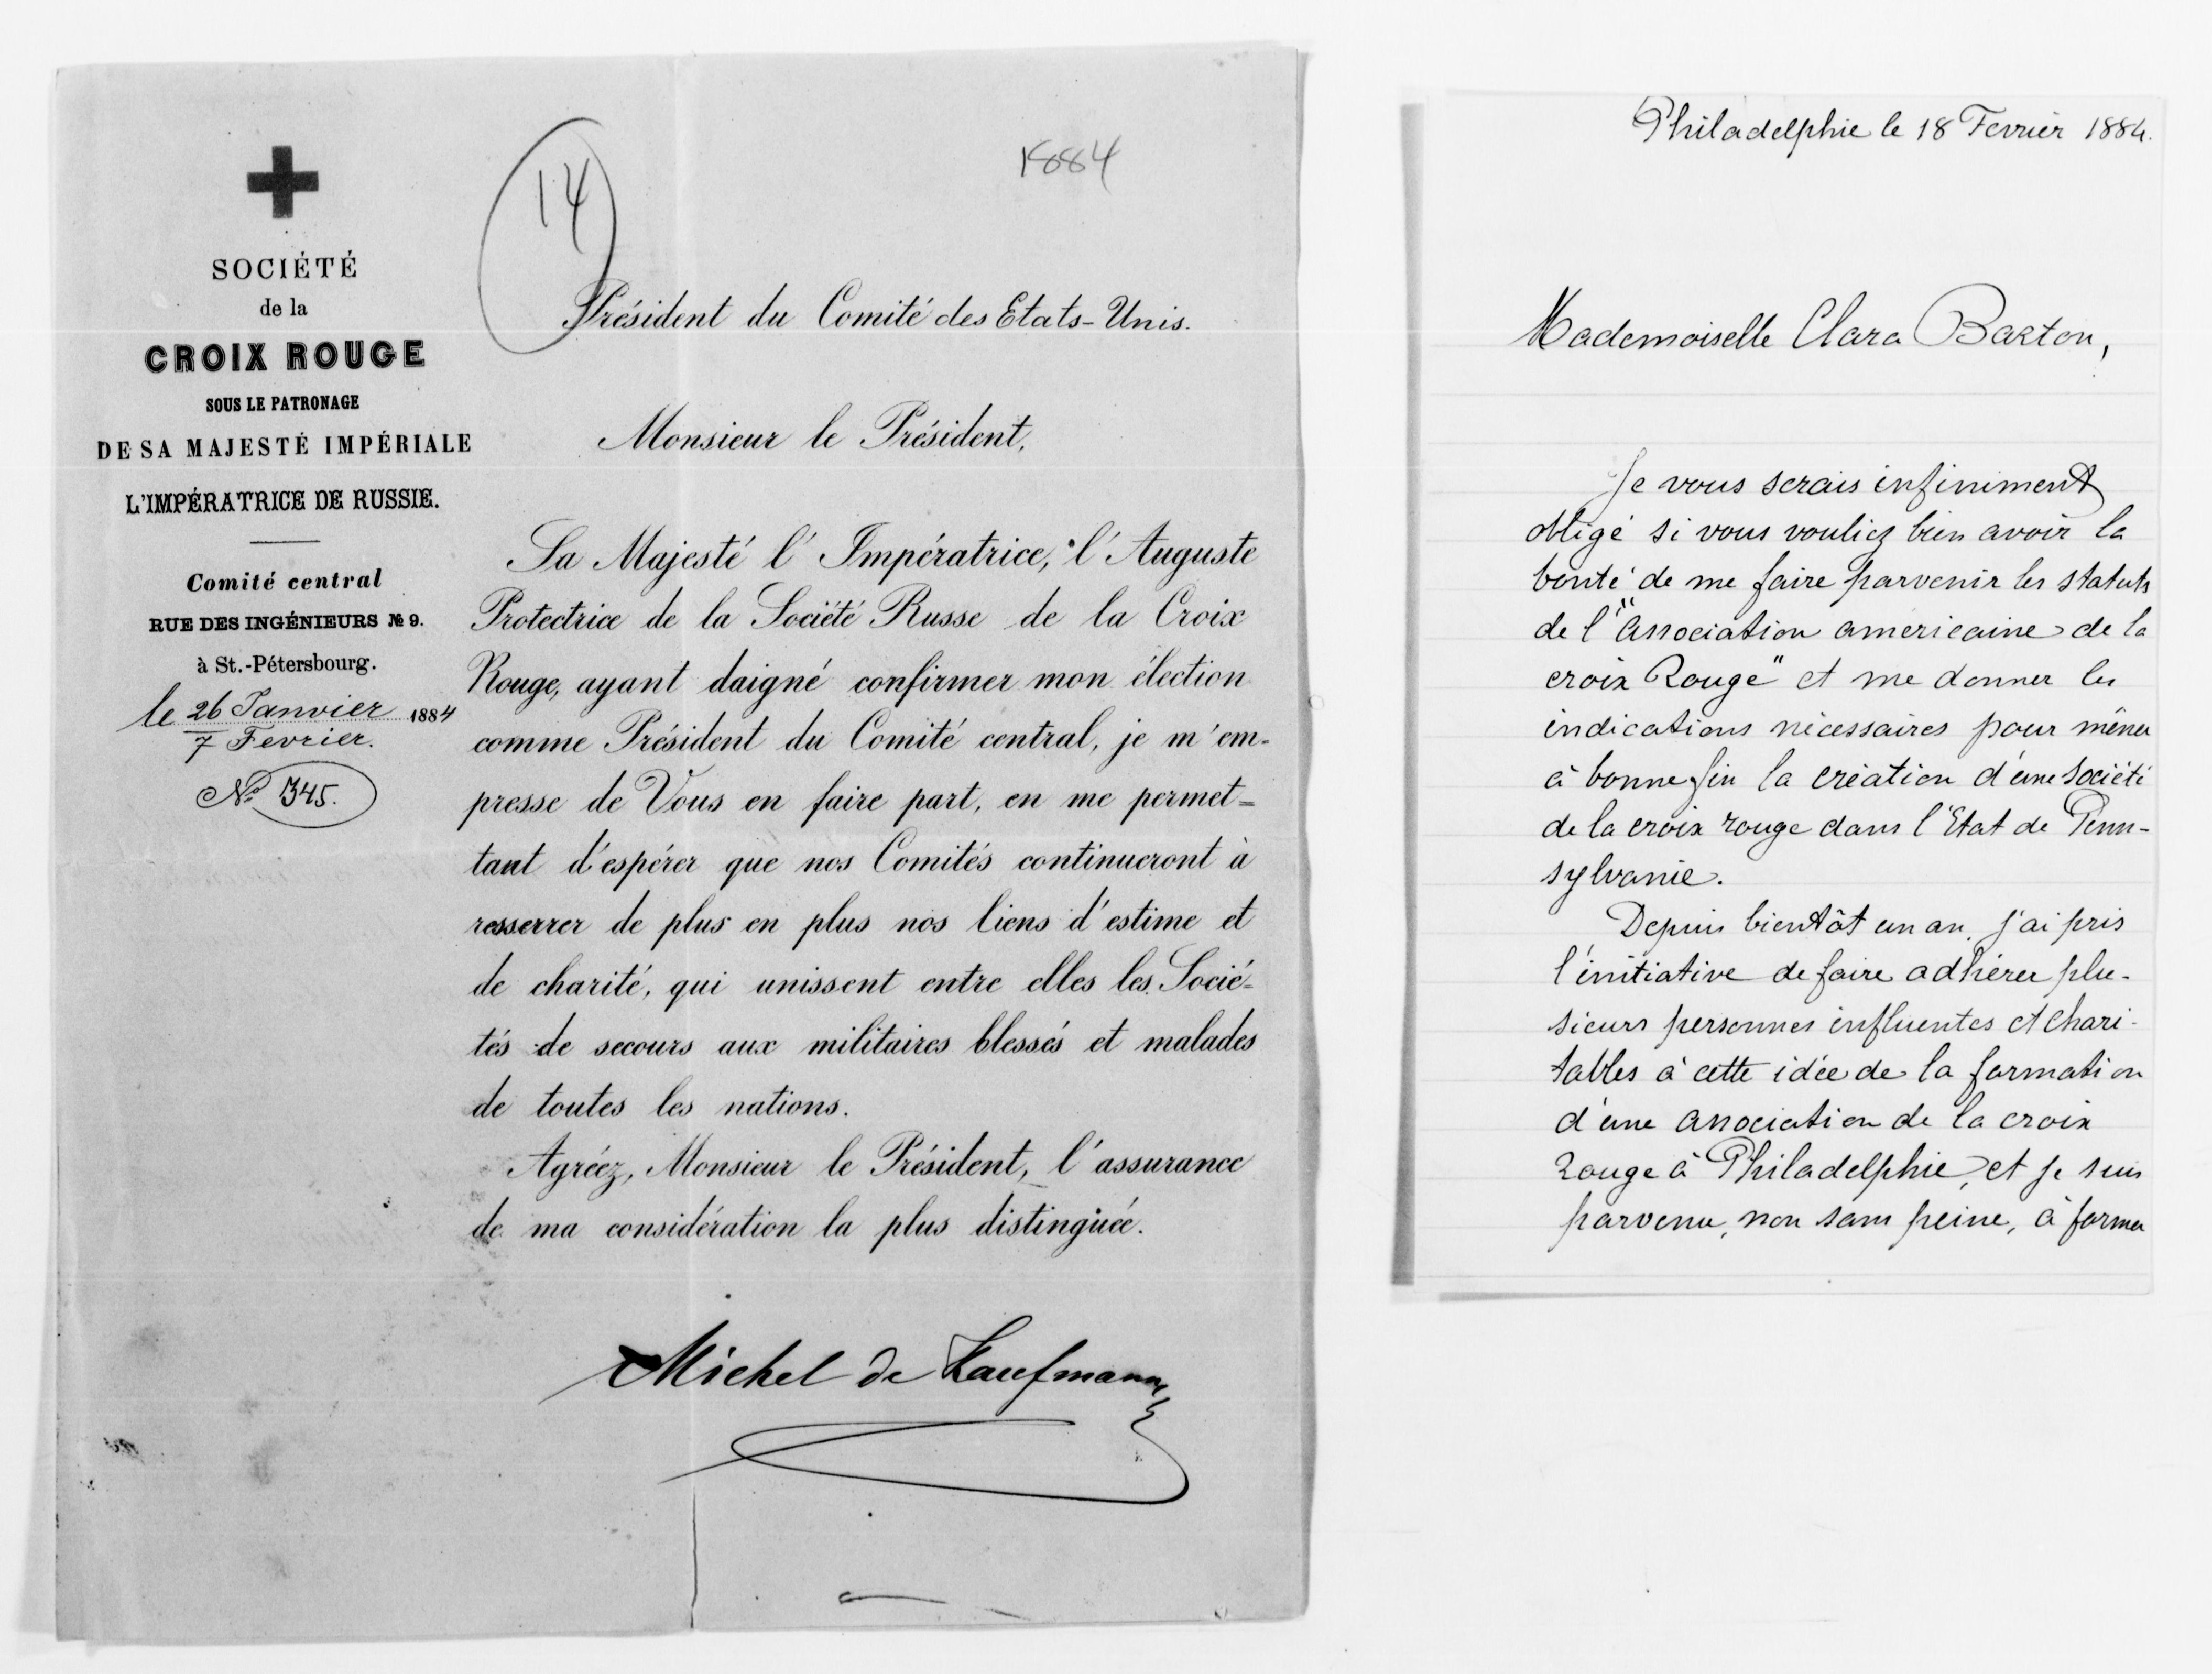 SOCIÉTÉ
de la
CROIX ROUGE
SOUS LE PATRONAGE
DE SA MAJESTÉ IMPÉRIALE
L'IMPÉRATRICE DE RUSSIE.
Comité central
RUE DES INGÉNIEURS № 9.
à St.-Pétersbourg.
le 26 Janvier 1884
7 Fevrier.
№ 345.
14
1884
Président du Comité des Etats-Unis.
Monsieur le Président,
Sa Majesté l'Impératrice, l'Auguste
Protectrice de la Société Russe de la Croix
Rouge, ayant daigné confirmer mon élection
comme Président du Comité central, je m'em-
presse de Vous en faire part, en me permet=
tant d'espérer que nos Comités continueront à
resserrer de plus en plus nos liens d'estime et
de charité, qui unissent entre elles les Socié=
tés de secours aux militaires blessés et malades
de toutes les nations.
Agréez, Monsieur le Président, l'assurance
de ma considération la plus distinguée.
Michel de Kaufmann
Philadelphie le 18 Fevrier 1884.
Mademoiselle Clara Barton,
Je vous serais infiniment
obligé si vous vouliez bien avoir la
bonté de me faire parvenir les statuts
de l'"Association americaine de la
croix Rouge" et me donner les
indications nécessaires pour mêner
à bonne fin la création d'une Société
de la croix rouge dans l'Etat de Penn-
sylvanie.
Depuis bientôt un an, j'ai pris
l'initiative de faire adhérer plu-
sieurs personnes influentes et chari-
tables à cette idée de la formation
d'une association de la croix
Rouge à Philadelphie, et je suis
parvenu, non sans peine, à former